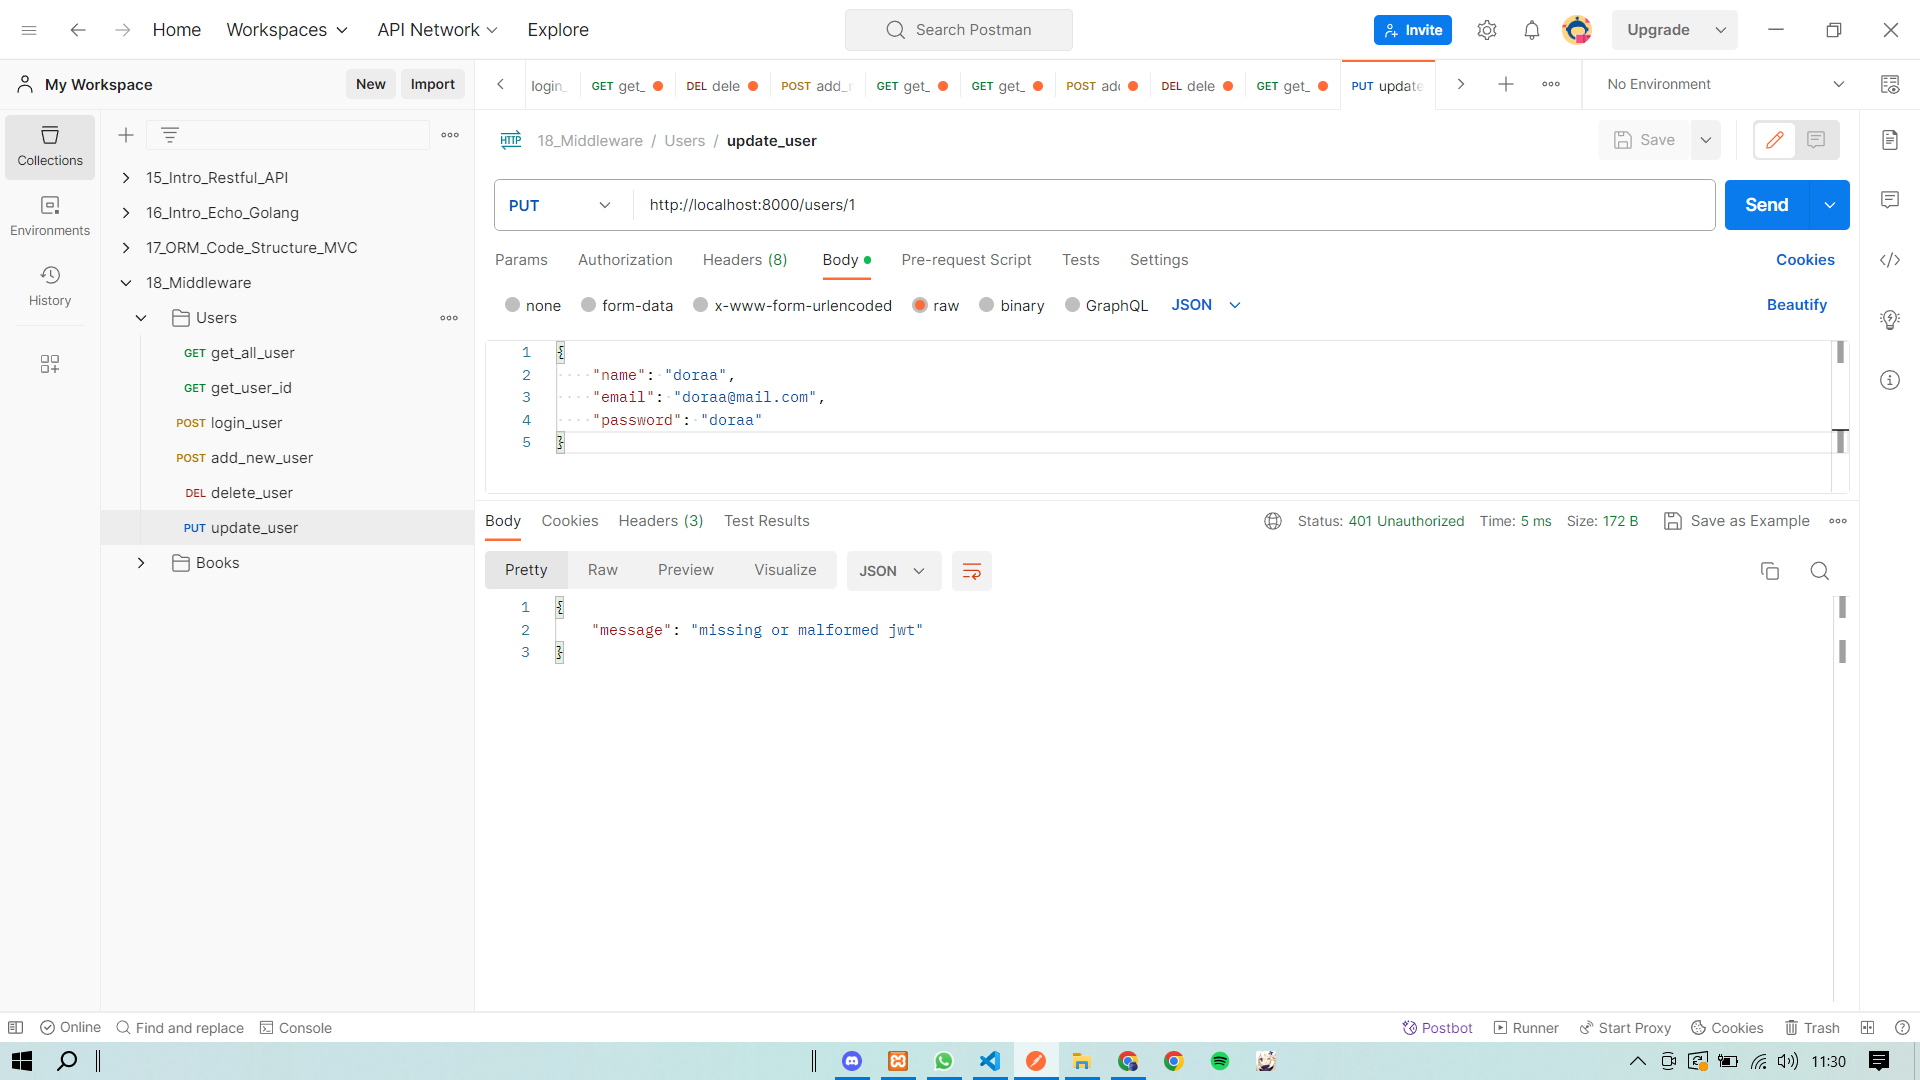 Home
Workspaces
API Network
Explore
Search Postman
Invite
Upgrade
My Workspace
New
Import
login_
GET get_
DEL dele
POST add_n
GET get_
GET get_
POST add
DEL dele
GET get_
PUT update
No Environment
Collections
Environments
History
15_Intro_Restful_API
16_Intro_Echo_Golang
17_ORM_Code_Structure_MVC
18_Middleware
Users
GET get_all_user
GET get_user_id
POST login_user
POST add_new_user
DEL delete_user
PUT update_user
Books
HTTP 18_Middleware / Users / update_user
Save
PUT http://localhost:8000/users/1
Send
Params Authorization Headers (8) Body Pre-request Script Tests Settings Cookies
none form-data x-www-form-urlencoded raw binary GraphQL JSON Beautify
1 {
2 ····"name":·"doraa",
3 ····"email":·"doraa@mail.com",
4 ····"password":·"doraa"
5 }
Body Cookies Headers (3) Test Results Status: 401 Unauthorized Time: 5 ms Size: 172 B Save as Example
Pretty Raw Preview Visualize JSON
1 {
2 "message": "missing or malformed jwt"
3 }
Online Find and replace Console Postbot Runner Start Proxy Cookies Trash
11:30